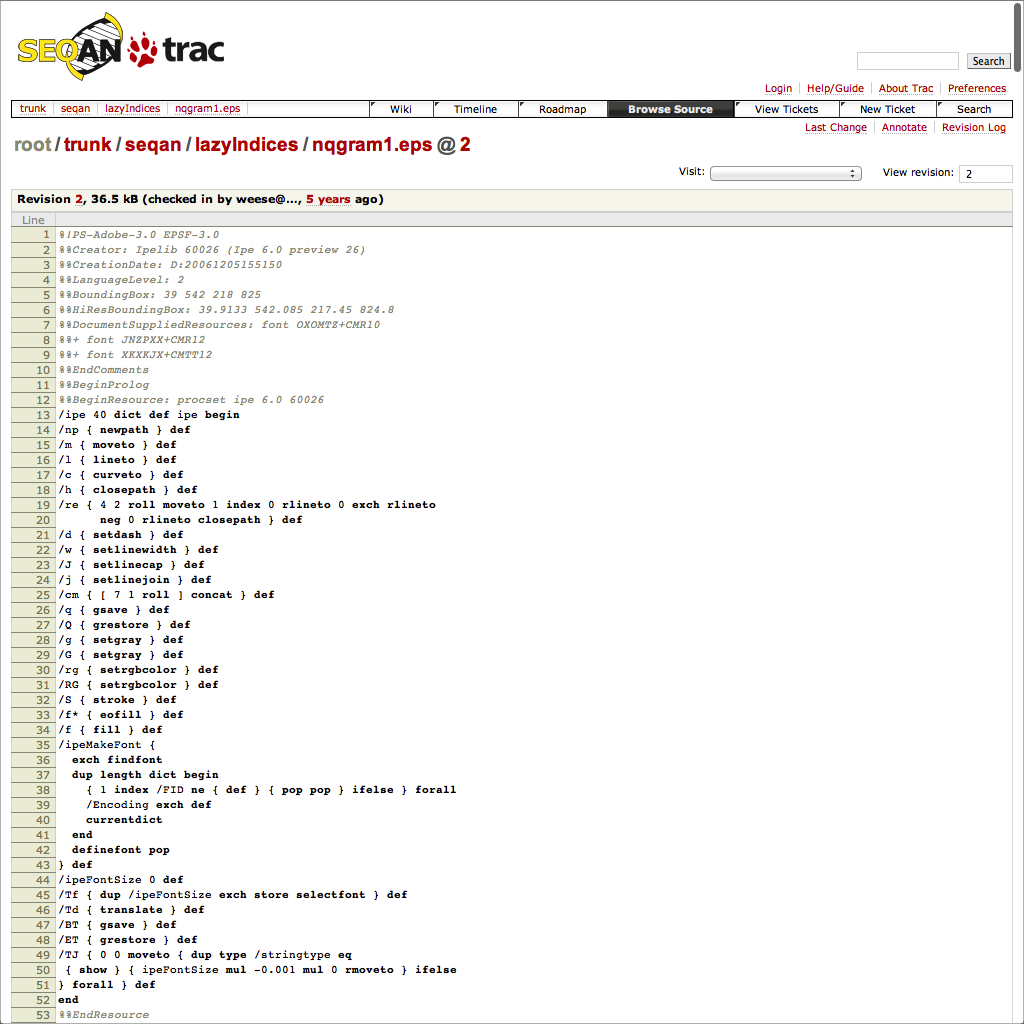 SEQAN trac
Search
Login Help/Guide About Trac Preferences
trunk seqan lazyIndices nqgram1.eps Wiki Timeline Roadmap Browse Source View Tickets New Ticket Search
Last Change Annotate Revision Log
root / trunk / seqan / lazyIndices / nqgram1.eps @ 2
Visit: View revision: 2
Revision 2, 36.5 kB (checked in by weese@..., 5 years ago)
Line
1 %!PS-Adobe-3.0 EPSF-3.0
2 %%Creator: Ipelib 60026 (Ipe 6.0 preview 26)
3 %%CreationDate: D:20061205155150
4 %%LanguageLevel: 2
5 %%BoundingBox: 39 542 218 825
6 %%HiResBoundingBox: 39.9133 542.085 217.45 824.8
7 %%DocumentSuppliedResources: font OXOMTZ+CMR10
8 %%+ font JNZPXX+CMR12
9 %%+ font XKXKJX+CMTT12
10 %%EndComments
11 %%BeginProlog
12 %%BeginResource: procset ipe 6.0 60026
13 /ipe 40 dict def ipe begin
14 /np { newpath } def
15 /m { moveto } def
16 /l { lineto } def
17 /c { curveto } def
18 /h { closepath } def
19 /re { 4 2 roll moveto 1 index 0 rlineto 0 exch rlineto
20 neg 0 rlineto closepath } def
21 /d { setdash } def
22 /w { setlinewidth } def
23 /J { setlinecap } def
24 /j { setlinejoin } def
25 /cm { [ 7 1 roll ] concat } def
26 /q { gsave } def
27 /Q { grestore } def
28 /g { setgray } def
29 /G { setgray } def
30 /rg { setrgbcolor } def
31 /RG { setrgbcolor } def
32 /S { stroke } def
33 /f* { eofill } def
34 /f { fill } def
35 /ipeMakeFont {
36 exch findfont
37 dup length dict begin
38 { 1 index /FID ne { def } { pop pop } ifelse } forall
39 /Encoding exch def
40 currentdict
41 end
42 definefont pop
43 } def
44 /ipeFontSize 0 def
45 /Tf { dup /ipeFontSize exch store selectfont } def
46 /Td { translate } def
47 /BT { gsave } def
48 /ET { grestore } def
49 /TJ { 0 0 moveto { dup type /stringtype eq
50 { show } { ipeFontSize mul -0.001 mul 0 rmoveto } ifelse
51 } forall } def
52 end
53 %%EndResource